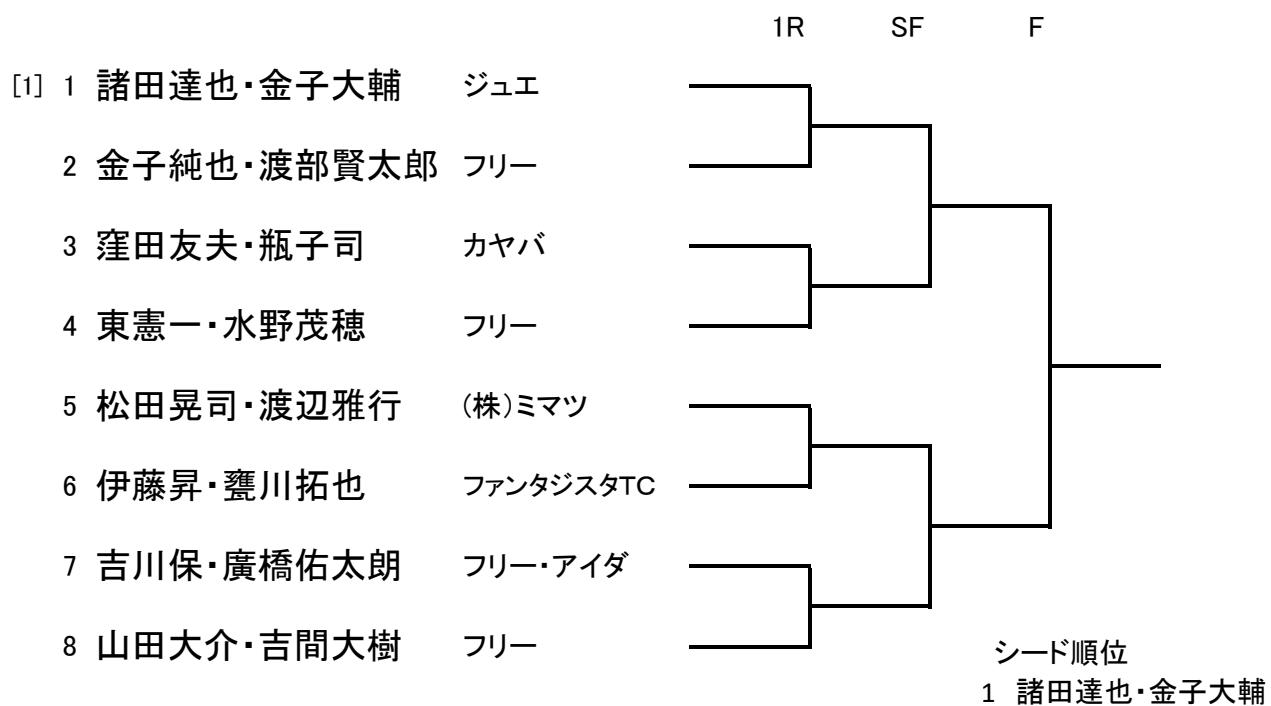 1R SF F
[1] 1 諸田達也・金子大輔 ジュエ
2 金子純也・渡部賢太郎 フリー
3 窪田友夫・瓶子司 カヤバ
4 東憲一・水野茂穂 フリー
5 松田晃司・渡辺雅行 (株)ミマツ
6 伊藤昇・甕川拓也 ファンタジスタTC
7 吉川保・廣橋佑太朗 フリー・アイダ
8 山田大介・吉間大樹 フリー
シード順位
1 諸田達也・金子大輔